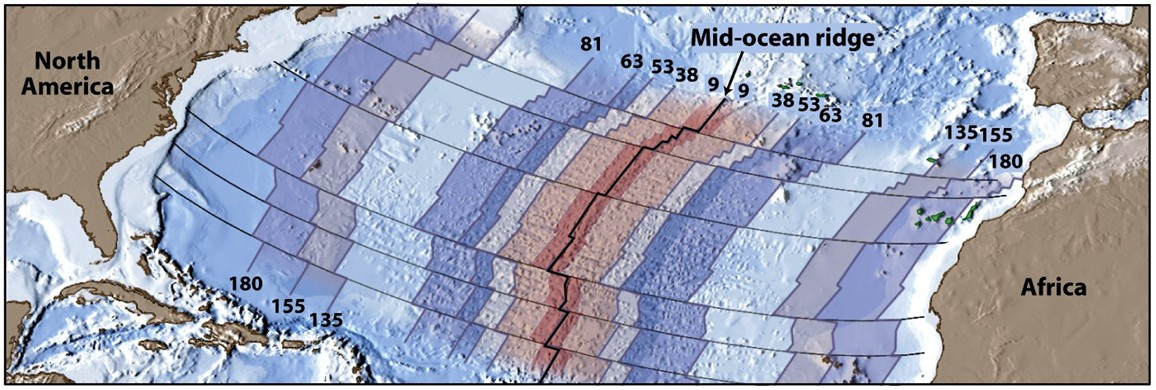 Mid-ocean ridge
81
63 53 38 9 9 38 53 63 81
North
America
135 155
180
180
155
135
Africa